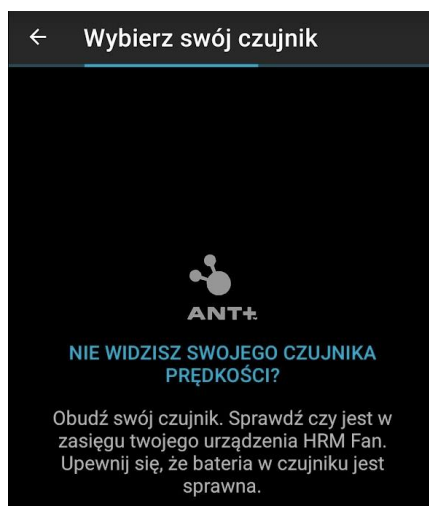 Wybierz swój czujnik
ANT+
NIE WIDZISZ SWOJEGO CZUJNIKA
PRĘDKOŚCI?
Obudź swój czujnik. Sprawdź czy jest w
zasięgu twojego urządzenia HRM Fan.
Upewnij się, że bateria w czujniku jest
sprawna.